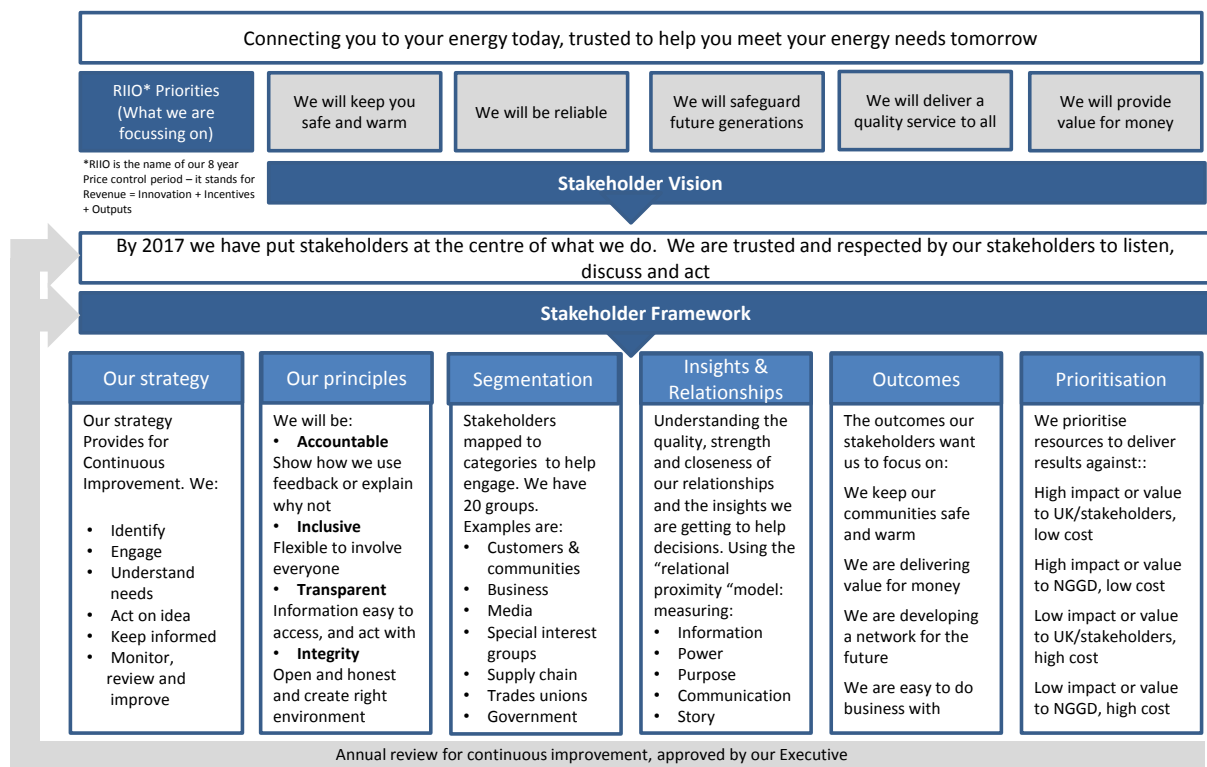 Connecting you to your energy today, trusted to help you meet your energy needs tomorrow
RIIO* Priorities
(What we are
focussing on)
We will keep you
safe and warm
We will be reliable
We will safeguard
future generations
We will deliver a
quality service to all
We will provide
value for money
*RIIO is the name of our 8 year
Price control period – it stands for
Revenue = Innovation + Incentives
+ Outputs
Stakeholder Vision
By 2017 we have put stakeholders at the centre of what we do.  We are trusted and respected by our stakeholders to listen,
discuss and act
Stakeholder Framework
Our strategy
Our strategy
Provides for
Continuous
Improvement. We:
• Identify
• Engage
• Understand
needs
• Act on idea
• Keep informed
• Monitor,
review and
improve
Our principles
We will be:
• Accountable
Show how we use
feedback or explain
why not
• Inclusive
Flexible to involve
everyone
• Transparent
Information easy to
access, and act with
• Integrity
Open and honest
and create right
environment
Segmentation
Stakeholders
mapped to
categories  to help
engage. We have
20 groups.
Examples are:
• Customers &
communities
• Business
• Media
• Special interest
groups
• Supply chain
• Trades unions
• Government
Insights &
Relationships
Understanding the
quality, strength
and closeness of
our relationships
and the insights we
are getting to help
decisions. Using the
“relational
proximity “model:
measuring:
• Information
• Power
• Purpose
• Communication
• Story
Outcomes
The outcomes our
stakeholders want
us to focus on:
We keep our
communities safe
and warm
We are delivering
value for money
We are developing
a network for the
future
We are easy to do
business with
Prioritisation
We prioritise
resources to deliver
results against::
High impact or value
to UK/stakeholders,
low cost
High impact or value
to NGGD, low cost
Low impact or value
to UK/stakeholders,
high cost
Low impact or value
to NGGD, high cost
Annual review for continuous improvement, approved by our Executive